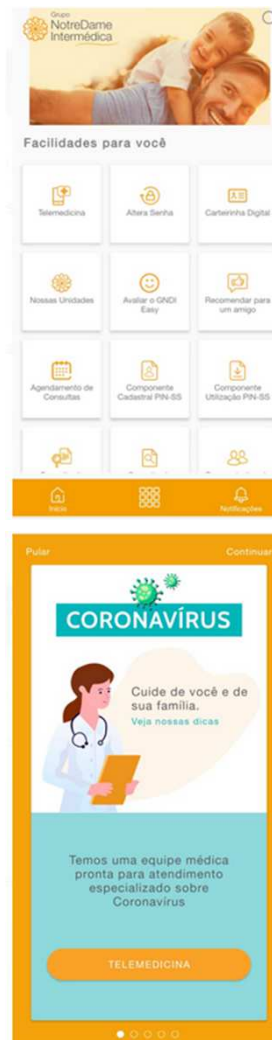 Grupo
NotreDame
Intermédica
Facilidades para você
Telemedicina
Altera Senha
Carteirinha Digital
Nossas Unidades
Avaliar o GNDI
Easy
Recomendar para
um amigo
Agendamento de
Consultas
Componente
Cadastral PIN-SS
Componente
Utilização PIN-SS
Início
Notificações
Pular
Continuar
CORONAVÍRUS
Cuide de você e de
sua família.
Veja nossas dicas
Temos uma equipe médica
pronta para atendimento
especializado sobre
Coronavírus
TELEMEDICINA